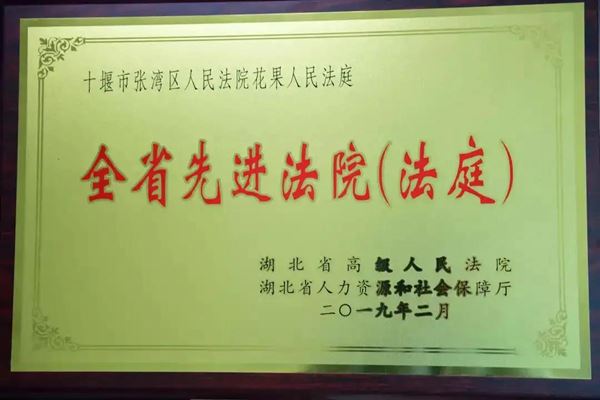 十堰市张湾区人民法院花果人民法庭
全省先进法院(法庭)
湖北省高级人民法院
湖北省人力资源和社会保障厅
二〇一九年二月